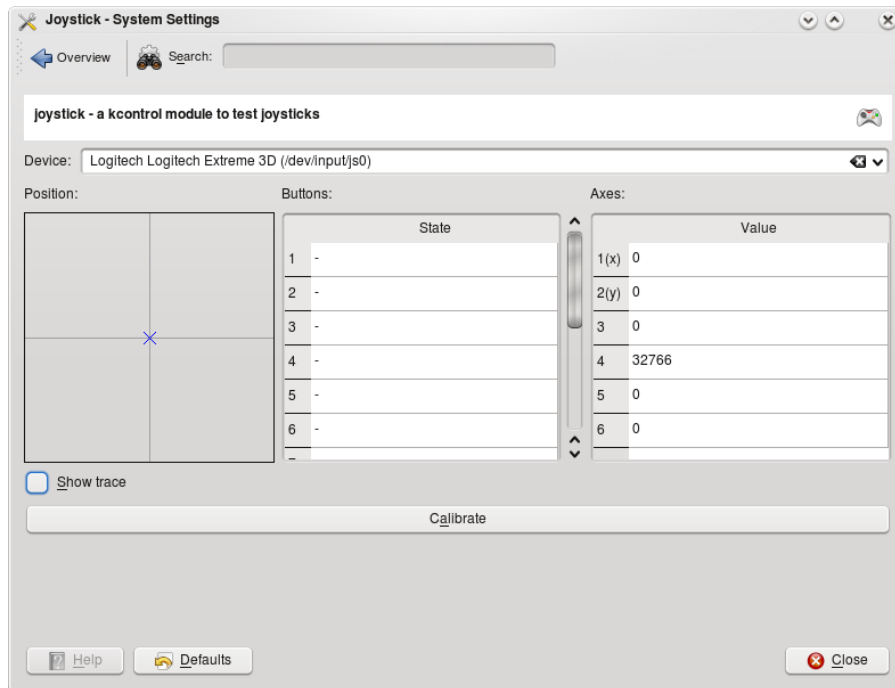 Joystick - System Settings
Overview Search:
joystick - a kcontrol module to test joysticks
Device: Logitech Logitech Extreme 3D (/dev/input/js0)
Position: Buttons: Axes:
State Value
1 - 1(x) 0
2 - 2(y) 0
3 - 3 0
4 - 4 32766
5 - 5 0
6 - 6 0
Show trace
Calibrate
Help Defaults Close